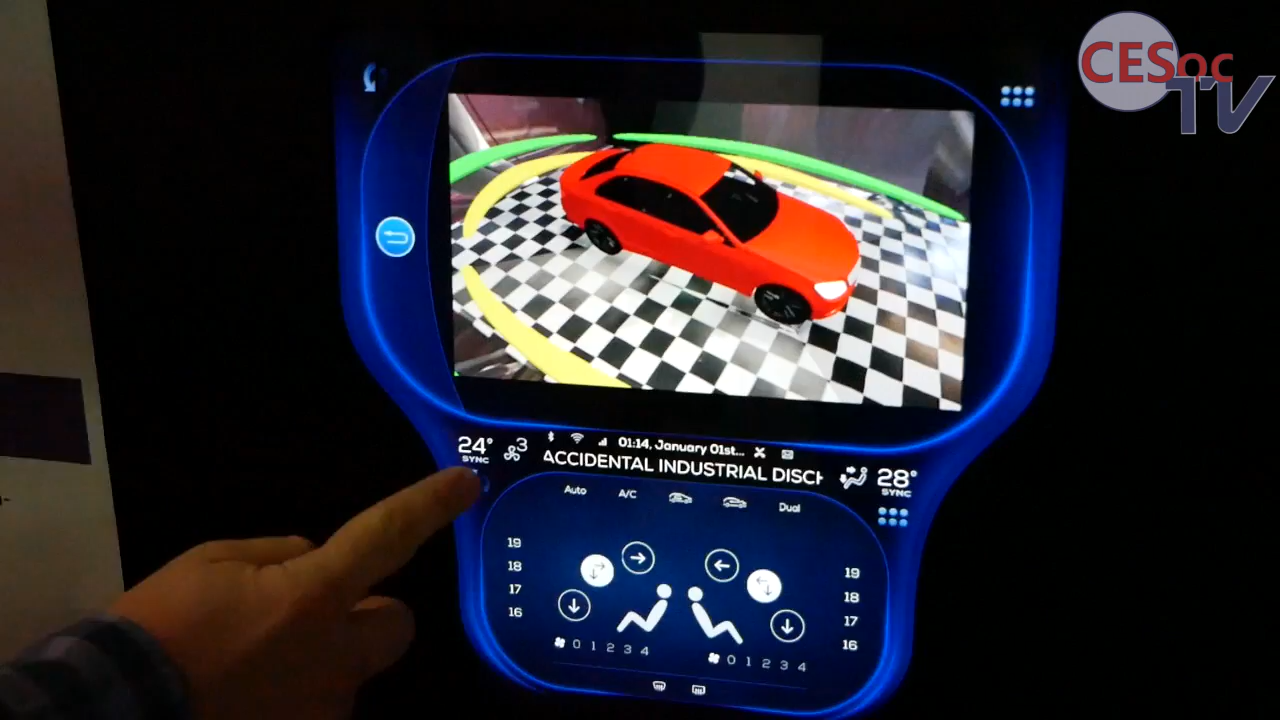 CESoc
TV
24° SYNC
3
01:14, January 01st...
ACCIDENTAL INDUSTRIAL DISCH
28° SYNC
Auto A/C Dual
19 19
18 18
17 17
16 16
0 1 2 3 4
0 1 2 3 4